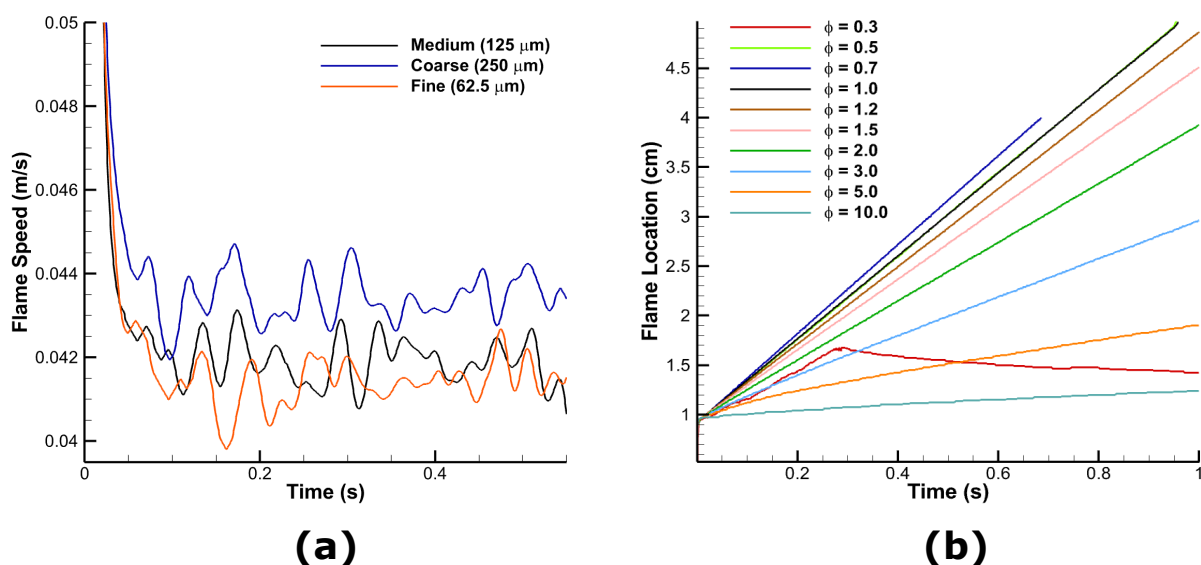 0.05
0.048
0.046
0.044
0.042
0.04
Flame Speed (m/s)
Medium (125 μm)
Coarse (250 μm)
Fine (62.5 μm)
0
0.2
0.4
Time (s)
(a)
4.5
4
3.5
3
2.5
2
1.5
1
Flame Location (cm)
ϕ = 0.3
ϕ = 0.5
ϕ = 0.7
ϕ = 1.0
ϕ = 1.2
ϕ = 1.5
ϕ = 2.0
ϕ = 3.0
ϕ = 5.0
ϕ = 10.0
0.2
0.4
0.6
0.8
1
Time (s)
(b)